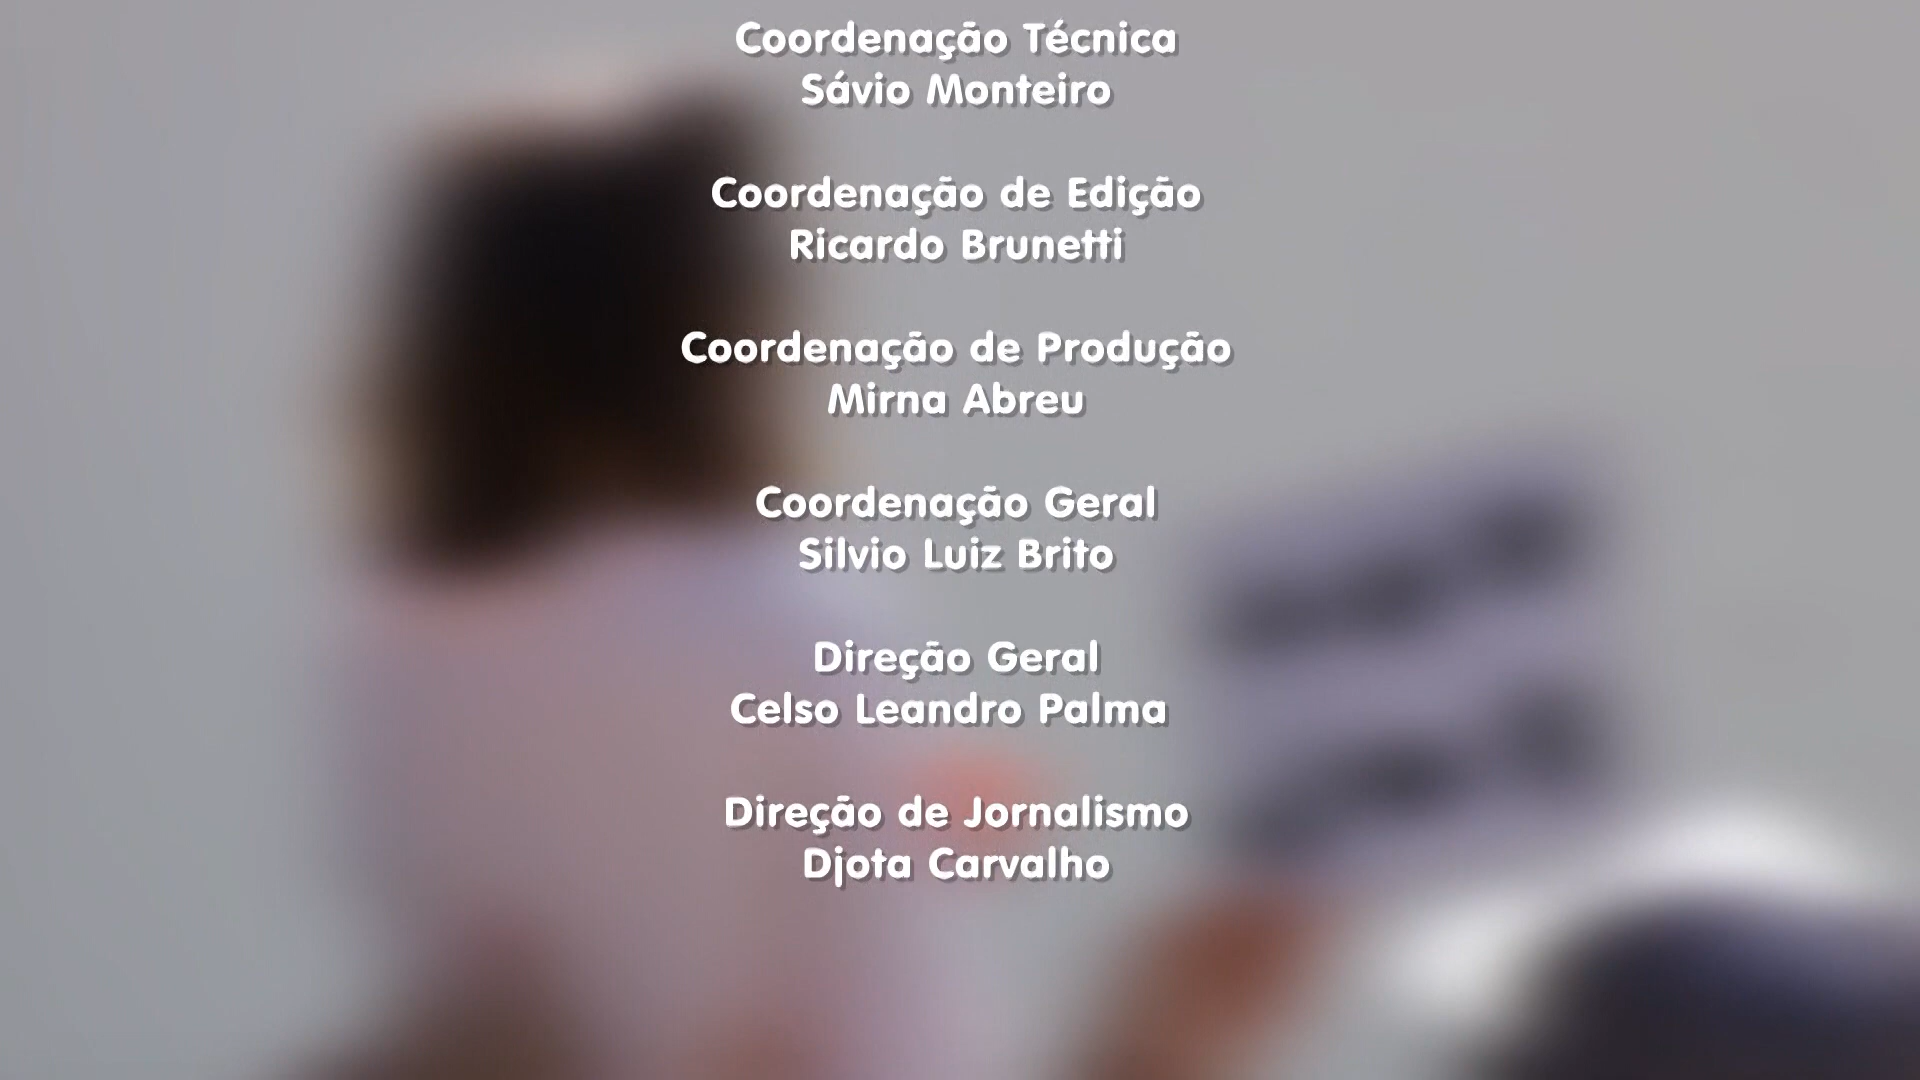 Coordenação Técnica
Sávio Monteiro
Coordenação de Edição
Ricardo Brunetti
Coordenação de Produção
Mirna Abreu
Coordenação Geral
Silvio Luiz Brito
Direção Geral
Celso Leandro Palma
Direção de Jornalismo
Djota Carvalho